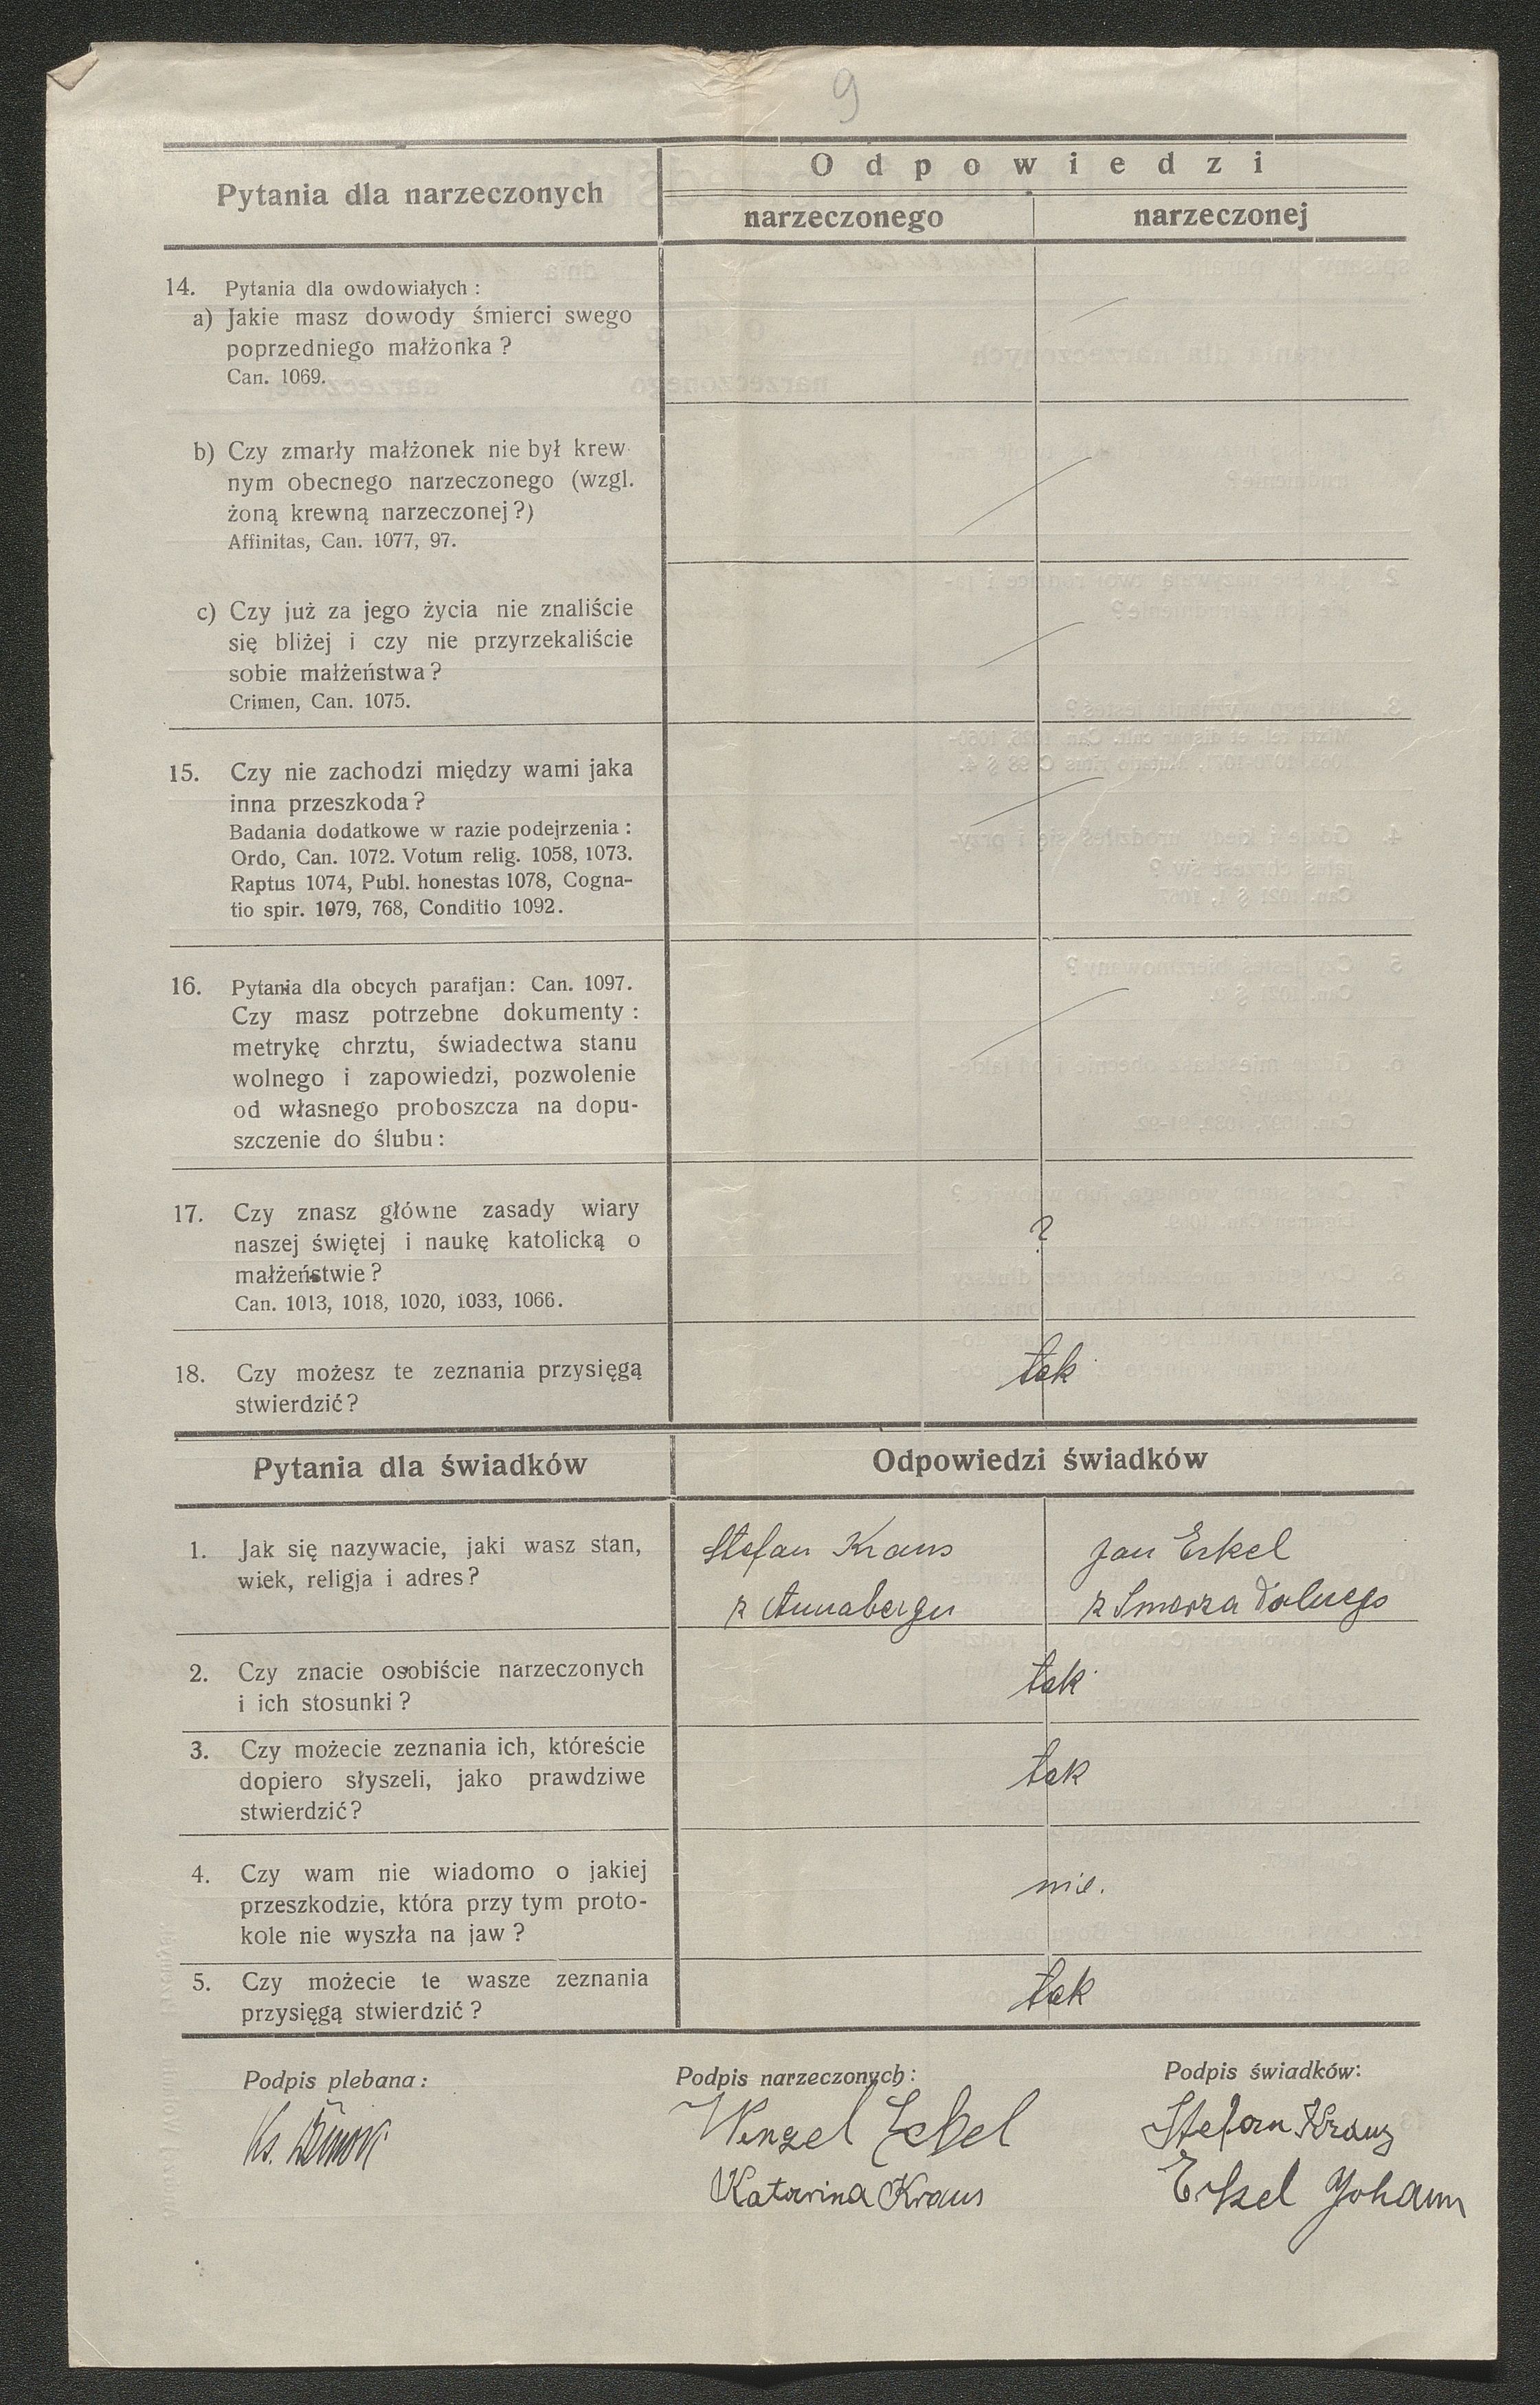 9
Pytania dla narzeczonych
Odpowiedzi
narzeczonego
narzeczonej
14. Pytania dla owdowiałych :
a) Jakie masz dowody śmierci swego
poprzedniego małżonka ?
Can. 1069.
b) Czy zmarły małżonek nie był krew-
nym obecnego narzeczonego (wzgl.
żoną krewną narzeczonej ?)
Affinitas, Can. 1077, 97.
c) Czy już za jego życia nie znaliście
się bliżej i czy nie przyrzekaliście
sobie małżeństwa ?
Crimen, Can. 1075.
15. Czy nie zachodzi między wami jaka
inna przeszkoda ?
Badania dodatkowe w razie podejrzenia :
Ordo, Can. 1072. Votum relig. 1058, 1073.
Raptus 1074, Publ. honestas 1078, Cogna-
tio spir. 1079, 768, Conditio 1092.
16. Pytania dla obcych parafjan: Can. 1097.
Czy masz potrzebne dokumenty :
metrykę chrztu, świadectwa stanu
wolnego i zapowiedzi, pozwolenie
od własnego proboszcza na dopu-
szczenie do ślubu :
17. Czy znasz główne zasady wiary
naszej świętej i naukę katolicką o
małżeństwie ?
Can. 1013, 1018, 1020, 1033, 1066.
?
18. Czy możesz te zeznania przysięgą
stwierdzić ?
tak
Pytania dla świadków
Odpowiedzi świadków
1. Jak się nazywacie, jaki wasz stan,
wiek, religja i adres ?
Stefan Kraus
z Annabergu
Jan Erkel
z Smorza Dolnego
2. Czy znacie osobiście narzeczonych
i ich stosunki ?
tak
3. Czy możecie zeznania ich, któreście
dopiero słyszeli, jako prawdziwe
stwierdzić ?
tak
4. Czy wam nie wiadomo o jakiej
przeszkodzie, która przy tym proto-
kole nie wyszła na jaw ?
nie.
5. Czy możecie te wasze zeznania
przysięgą stwierdzić ?
tak
Podpis plebana :
Ks.
Podpis narzeczonych :
Wenzel
Katarina Kraus
Podpis świadków:
Stefan Kraus
Erkel Johann